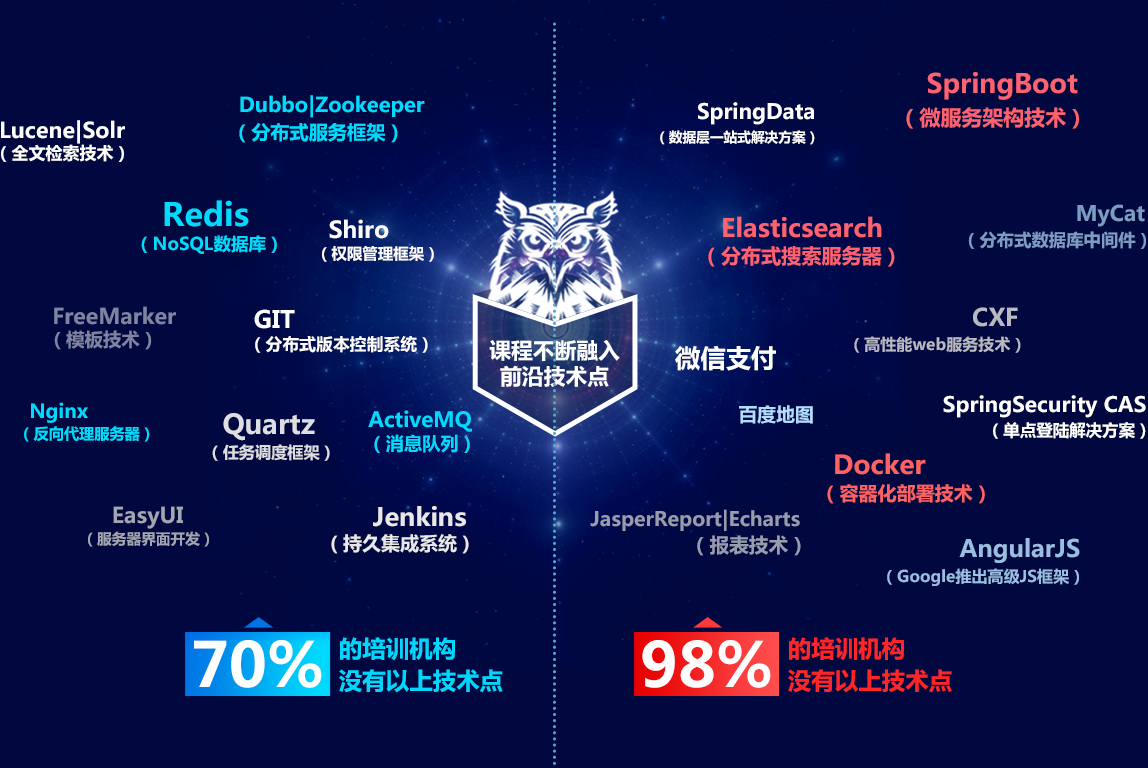 Lucene|Solr
（全文检索技术）
Dubbo|Zookeeper
（分布式服务框架）
Redis
（NoSQL数据库）
Shiro
（权限管理框架）
FreeMarker
（模板技术）
GIT
（分布式版本控制系统）
Nginx
（反向代理服务器）
Quartz
（任务调度框架）
ActiveMQ
（消息队列）
EasyUI
（服务器界面开发）
Jenkins
（持久集成系统）
70%
的培训机构
没有以上技术点
课程不断融入
前沿技术点
SpringData
（数据层一站式解决方案）
SpringBoot
（微服务架构技术）
Elasticsearch
（分布式搜索服务器）
MyCat
（分布式数据库中间件）
CXF
（高性能web服务技术）
微信支付
百度地图
SpringSecurity CAS
（单点登陆解决方案）
Docker
（容器化部署技术）
JasperReport|Echarts
（报表技术）
AngularJS
（Google推出高级JS框架）
98%
的培训机构
没有以上技术点